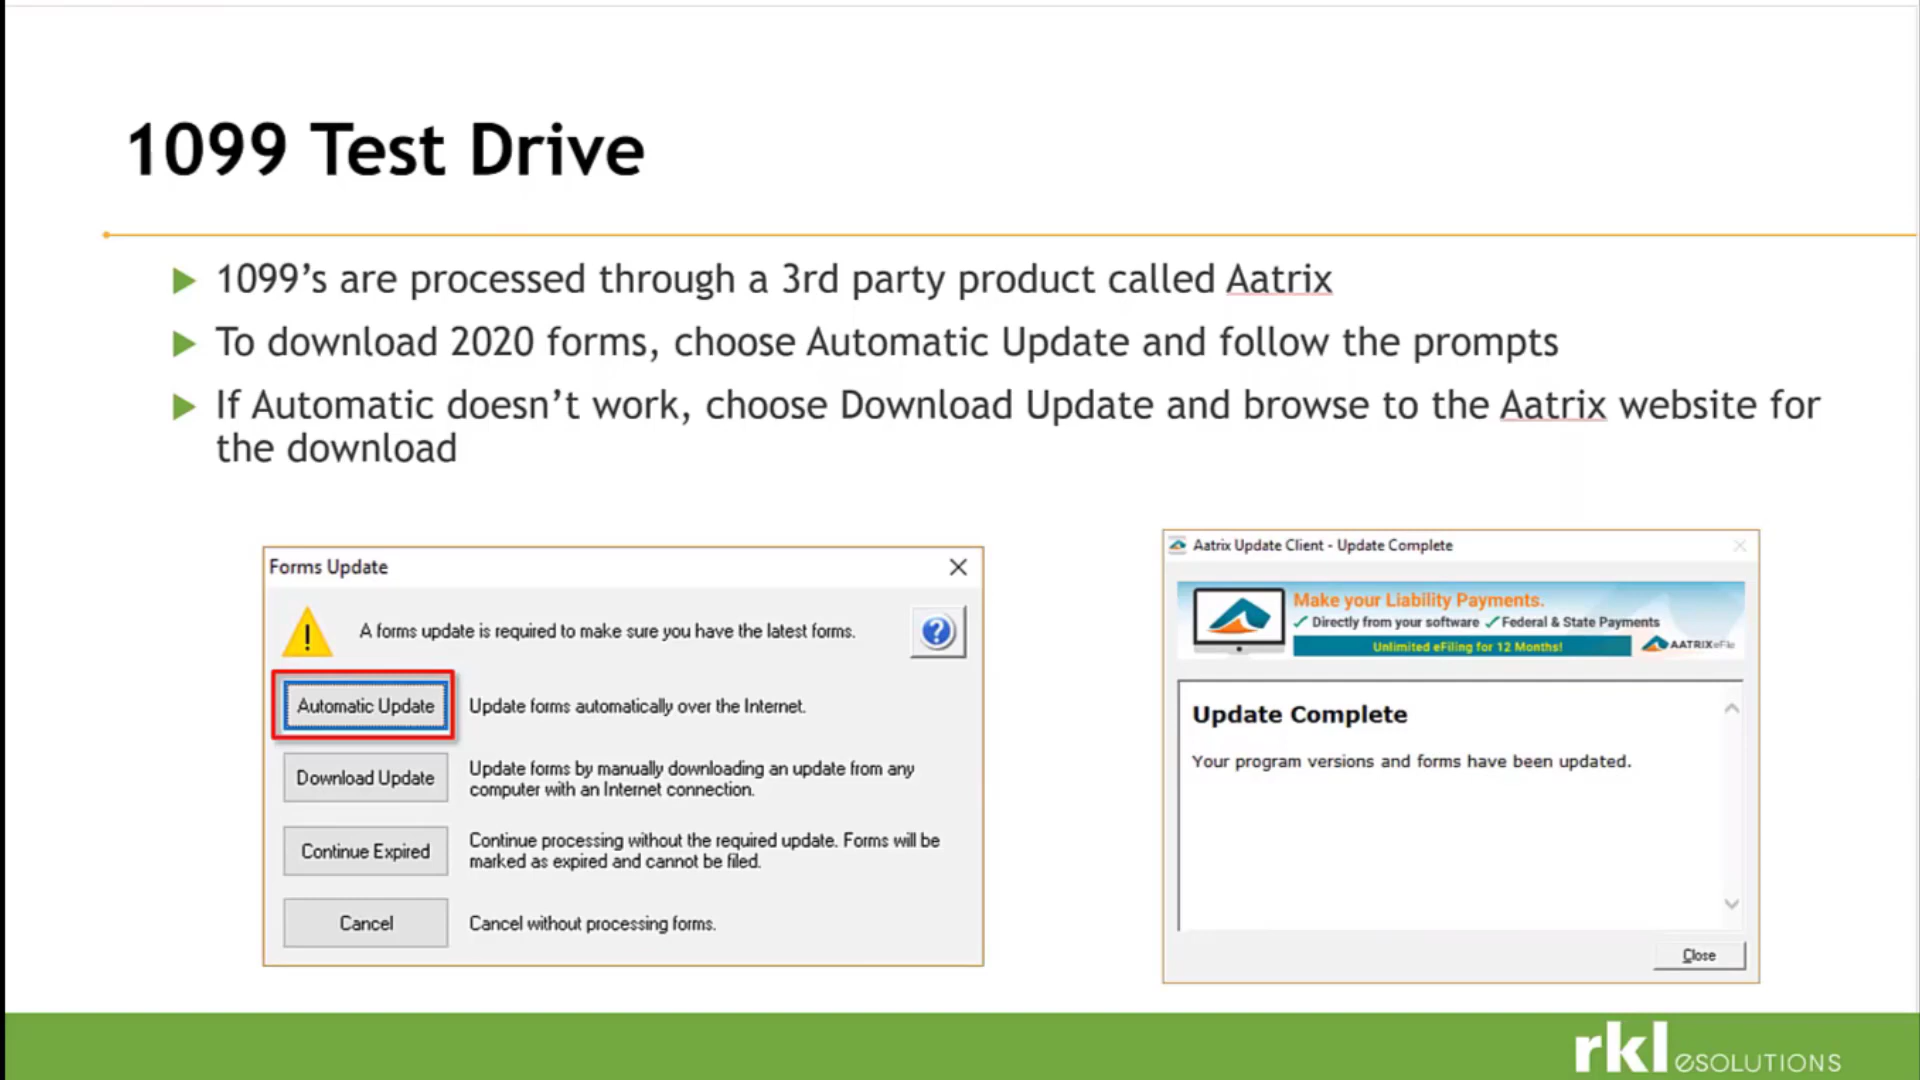 1099 Test Drive
1099’s are processed through a 3rd party product called Aatrix
To download 2020 forms, choose Automatic Update and follow the prompts
If Automatic doesn’t work, choose Download Update and browse to the Aatrix website for
the download
Forms Update
A forms update is required to make sure you have the latest forms.
Automatic Update
Update forms automatically over the Internet.
Download Update
Update forms by manually downloading an update from any
computer with an Internet connection.
Continue Expired
Continue processing without the required update. Forms will be
marked as expired and cannot be filed.
Cancel
Cancel without processing forms.
Aatrix Update Client - Update Complete
Make your Liability Payments.
✓ Directly from your software ✓ Federal & State Payments
Unlimited eFiling for 12 Months!
AATRIX eFile
Update Complete
Your program versions and forms have been updated.
Close
rkl eSOLUTIONS